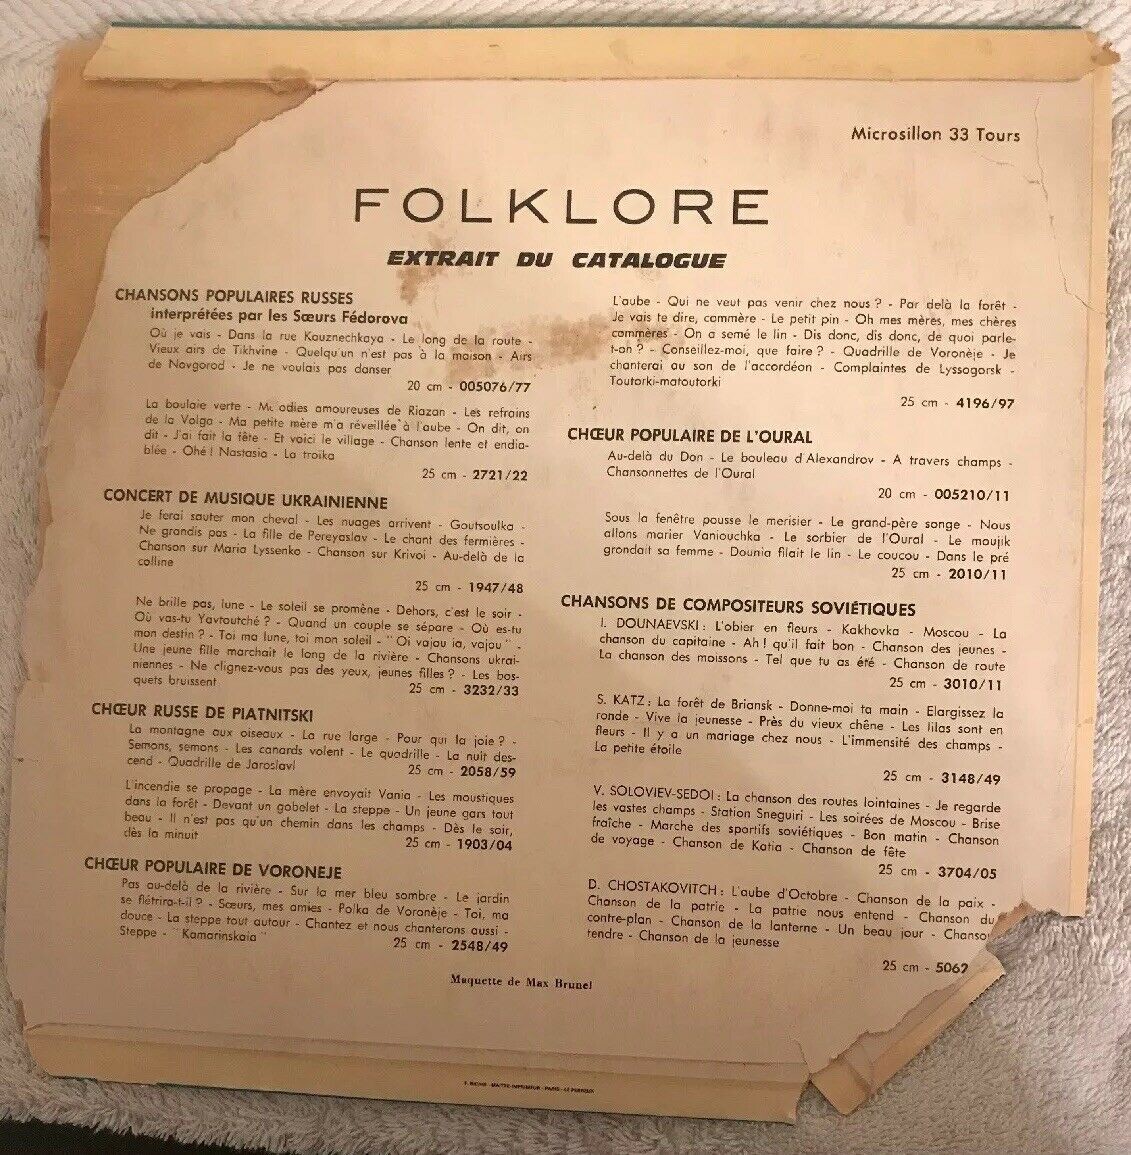 Microsillon 33 Tours
FOLKLORE
EXTRAIT DU CATALOGUE
CHANSONS POPULAIRES RUSSES
interprétées par les Sœurs Fédorova
Où je vais - Dans la rue Kouznechkaya - Le long de la route -
Vieux airs de Tikhvine - Quelqu'un n'est pas à la maison - Airs
de Novgorod - Je ne voulais pas danser
20 cm - 005076/77
La boulaie verte - Mélodies amoureuses de Riazan - Les refrains
de la Volga - Ma petite mère m'a réveillée à l'aube - On dit, on
dit - J'ai fait la fête - Et voici le village - Chanson lente et endia-
blée - Ohé ! Nastasia - La troïka
25 cm - 2721/22
CONCERT DE MUSIQUE UKRAINIENNE
Je ferai sauter mon cheval - Les nuages arrivent - Goutsoulka -
Ne grandis pas - La fille de Pereyaslav - Le chant des fermières -
Chanson sur Maria Lyssenko - Chanson sur Krivoi - Au-delà de la
colline
25 cm - 1947/48
Ne brille pas, lune - Le soleil se promène - Dehors, c'est le soir -
Où vas-tu Yavtoutché ? - Quand un couple se sépare - Où es-tu
mon destin ? - Toi ma lune, toi mon soleil - "Oi vajou ia, vajou" -
Une jeune fille marchait le long de la rivière - Chansons ukrai-
niennes - Ne clignez-vous pas des yeux, jeunes filles ? - Les bos-
quets bruissent
25 cm - 3232/33
CHŒUR RUSSE DE PIATNITSKI
La montagne aux oiseaux - La rue large - Pour qui la joie ? -
Semons, semons - Les canards volent - Le quadrille - La nuit des-
cend - Quadrille de Jaroslavl
25 cm - 2058/59
L'incendie se propage - La mère envoyait Vania - Les moustiques
dans la forêt - Devant un gobelet - La steppe - Un jeune gars tout
beau - Il n'est pas qu'un chemin dans les champs - Dès le soir,
dès la minuit
25 cm - 1903/04
CHŒUR POPULAIRE DE VORONEJE
Pas au-delà de la rivière - Sur la mer bleu sombre - Le jardin
se flétrira-t-il ? - Sœurs, mes amies - Polka de Voronèje - Toi, ma
douce - La steppe tout autour - Chantez et nous chanterons aussi -
Steppe - "Kamarinskaia"
25 cm - 2548/49
L'aube - Qui ne veut pas venir chez nous ? - Par delà la forêt -
Je vais te dire, commère - Le petit pin - Oh mes mères, mes chères
commères - On a semé le lin - Dis donc, dis donc, de quoi parle-
t-on ? - Conseillez-moi, que faire ? - Quadrille de Voronèje - Je
chanterai au son de l'accordéon - Complaintes de Lyssogorsk -
Toutorki-matoutorki
25 cm - 4196/97
CHŒUR POPULAIRE DE L'OURAL
Au-delà du Don - Le bouleau d'Alexandrov - A travers champs -
Chansonnettes de l'Oural
20 cm - 005210/11
Sous la fenêtre pousse le merisier - Le grand-père songe - Nous
allons marier Vaniouchka - Le sorbier de l'Oural - Le moujik
grondait sa femme - Dounia filait le lin - Le coucou - Dans le pré
25 cm - 2010/11
CHANSONS DE COMPOSITEURS SOVIÉTIQUES
I. DOUNAEVSKI : L'obier en fleurs - Kakhovka - Moscou - La
chanson du capitaine - Ah ! qu'il fait bon - Chanson des jeunes -
La chanson des moissons - Tel que tu as été - Chanson de route
25 cm - 3010/11
S. KATZ : La forêt de Briansk - Donne-moi ta main - Elargissez la
ronde - Vive la jeunesse - Près du vieux chêne - Les lilas sont en
fleurs - Il y a un mariage chez nous - L'immensité des champs -
La petite étoile
25 cm - 3148/49
V. SOLOVIEV-SEDOI : La chanson des routes lointaines - Je regarde
les vastes champs - Station Sneguiri - Les soirées de Moscou - Brise
fraîche - Marche des sportifs soviétiques - Bon matin - Chanson
de voyage - Chanson de Katia - Chanson de fête
25 cm - 3704/05
D. CHOSTAKOVITCH : L'aube d'Octobre - Chanson de la paix -
Chanson de la patrie - La patrie nous entend - Chanson du
contre-plan - Chanson de la lanterne - Un beau jour - Chanson
tendre - Chanson de la jeunesse
25 cm - 5062
Maquette de Max Brunel
MAITRE-IMPRIMEUR - PARIS - LE PERREUX